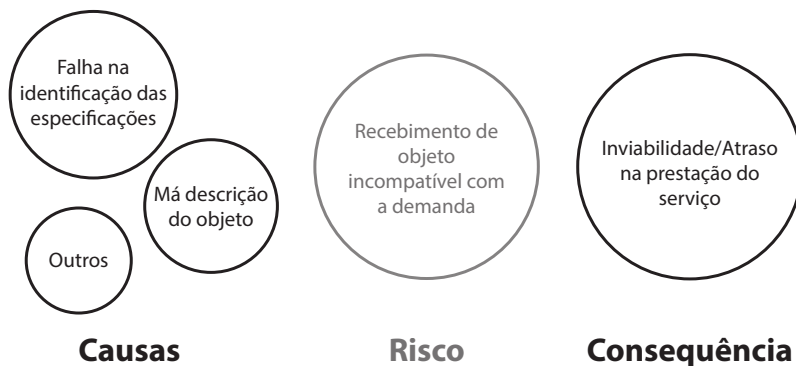 Falha na
identificação das
especificações
Má descrição
do objeto
Outros
Causas
Recebimento de
objeto
incompatível com
a demanda
Risco
Inviabilidade/Atraso
na prestação do
serviço
Consequência